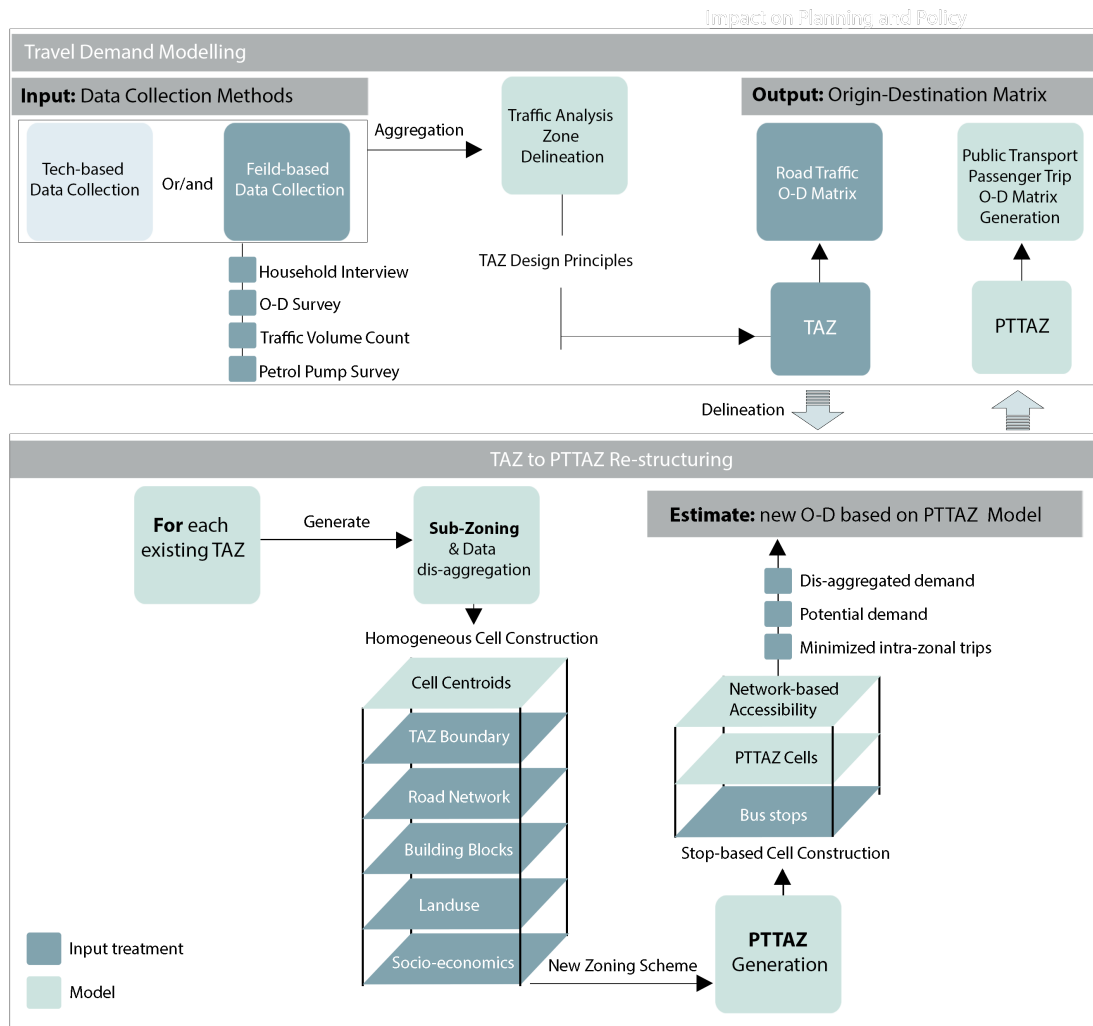 Impact on Planning and Policy
Travel Demand Modelling
Input: Data Collection Methods
Tech-based
Data Collection
Or/and
Feild-based
Data Collection
Aggregation
Household Interview
O-D Survey
Traffic Volume Count
Petrol Pump Survey
Traffic Analysis
Zone
Delineation
TAZ Design Principles
Output: Origin-Destination Matrix
Road Traffic
O-D Matrix
Public Transport
Passenger Trip
O-D Matrix
Generation
TAZ
PTTAZ
Delineation
TAZ to PTTAZ Re-structuring
For each
existing TAZ
Generate
Sub-Zoning
& Data
dis-aggregation
Homogeneous Cell Construction
Cell Centroids
TAZ Boundary
Road Network
Building Blocks
Landuse
Socio-economics
New Zoning Scheme
PTTAZ
Generation
Stop-based Cell Construction
Bus stops
PTTAZ Cells
Network-based
Accessibility
Minimized intra-zonal trips
Potential demand
Dis-aggregated demand
Estimate: new O-D based on PTTAZ Model
Input treatment
Model